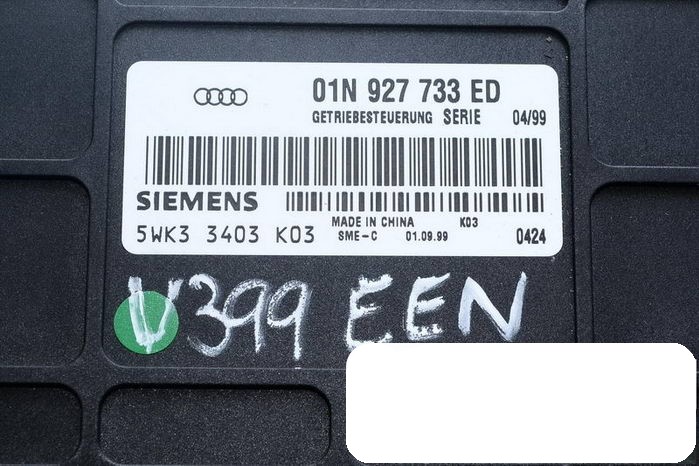 01N 927 733 ED
GETRIEBESTEUERUNG SERIE 04/99
SIEMENS
MADE IN CHINA K03
5WK3 3403 K03 SME-C 01.09.99 0424
V399 EEN